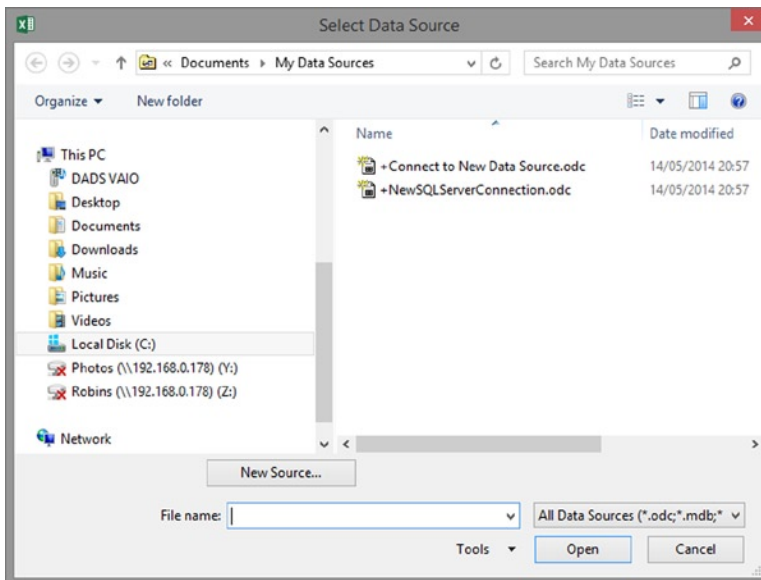 Select Data Source
« Documents My Data Sources
Search My Data Sources
Organize
New folder
Name
Date modified
This PC
DADS VAIO
Desktop
Documents
Downloads
Music
Pictures
Videos
Local Disk (C:)
Photos (\\192.168.0.178) (Y:)
Robins (\\192.168.0.178) (Z:)
Network
+Connect to New Data Source.odc 14/05/2014 20:57
+NewSQLServerConnection.odc 14/05/2014 20:57
New Source...
File name:
All Data Sources (*.odc;*.mdb;*
Tools
Open
Cancel